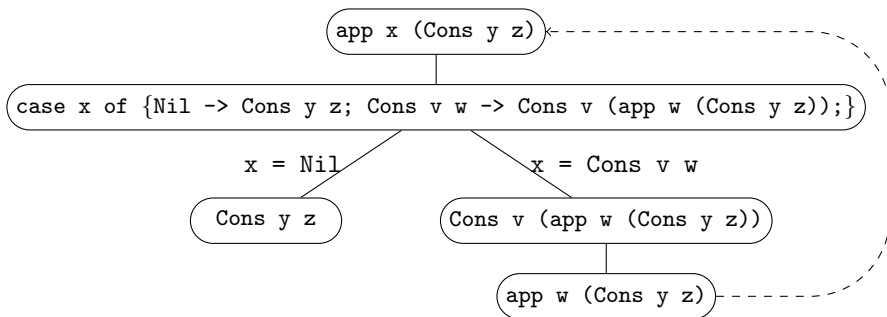 app x (Cons y z)
case x of {Nil -> Cons y z; Cons v w -> Cons v (app w (Cons y z));}
x = Nil
x = Cons v w
Cons y z
Cons v (app w (Cons y z))
app w (Cons y z)